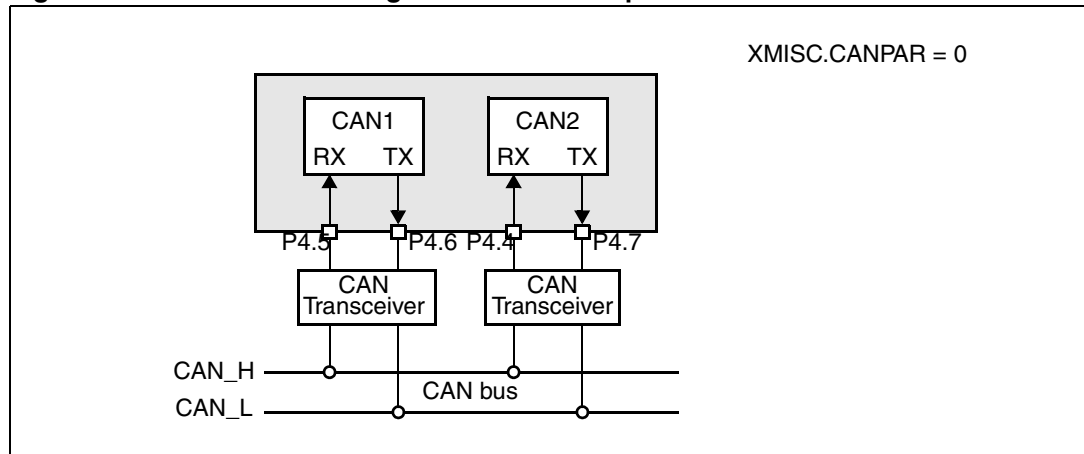 XMISC.CANPAR = 0
CAN1 CAN2
RX TX RX TX
P4.5 P4.6 P4.4 P4.7
CAN CAN
Transceiver Transceiver
CAN_H
CAN bus
CAN_L